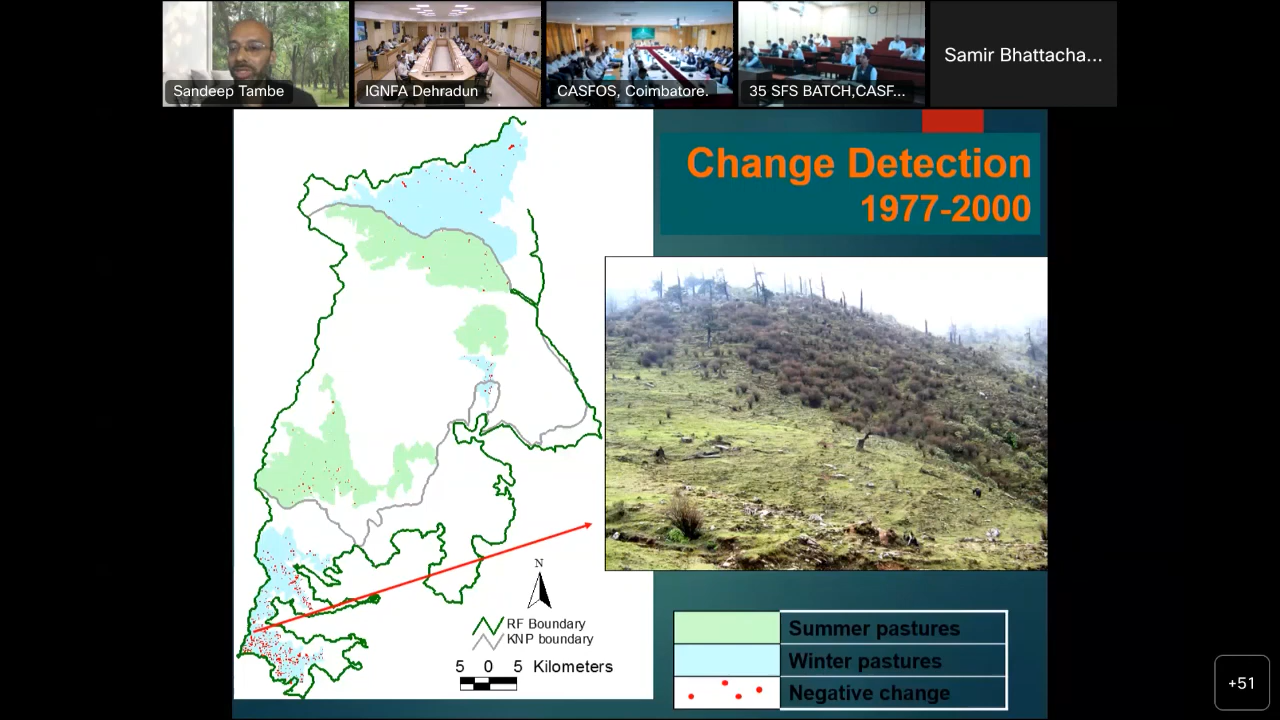 Sandeep Tambe
IGNFA Dehradun
CASFOS, Coimbatore.
35 SFS BATCH,CASF...
Samir Bhattacha...
Change Detection
1977-2000
N
RF Boundary
KNP boundary
5 0 5 Kilometers
Summer pastures
Winter pastures
Negative change
+51